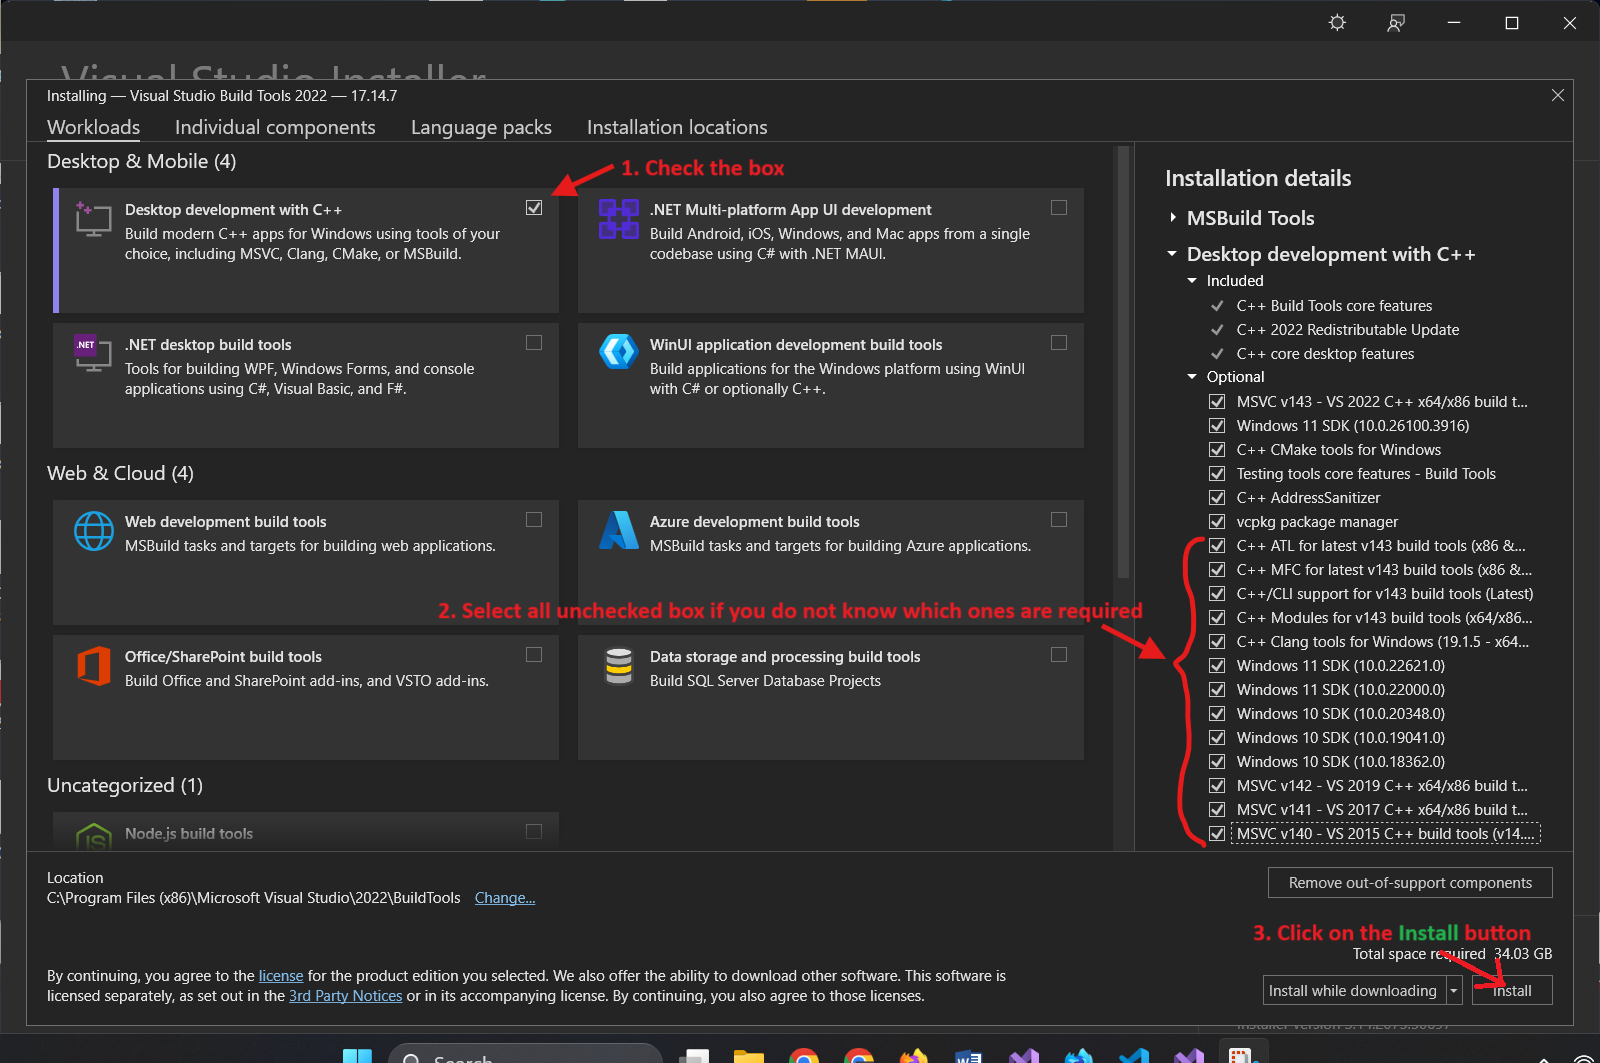 Visual Studio Installer
Installing — Visual Studio Build Tools 2022 — 17.14.7
Workloads Individual components Language packs Installation locations
Desktop & Mobile (4)
1. Check the box
Desktop development with C++
Build modern C++ apps for Windows using tools of your
choice, including MSVC, Clang, CMake, or MSBuild.
.NET Multi-platform App UI development
Build Android, iOS, Windows, and Mac apps from a single
codebase using C# with .NET MAUI.
.NET
.NET desktop build tools
Tools for building WPF, Windows Forms, and console
applications using C#, Visual Basic, and F#.
WinUI application development build tools
Build applications for the Windows platform using WinUI
with C# or optionally C++.
Web & Cloud (4)
Web development build tools
MSBuild tasks and targets for building web applications.
Azure development build tools
MSBuild tasks and targets for building Azure applications.
2. Select all unchecked box if you do not know which ones are required
Office/SharePoint build tools
Build Office and SharePoint add-ins, and VSTO add-ins.
Data storage and processing build tools
Build SQL Server Database Projects
Uncategorized (1)
JS
Node.js build tools
Installation details
MSBuild Tools
Desktop development with C++
Included
C++ Build Tools core features
C++ 2022 Redistributable Update
C++ core desktop features
Optional
MSVC v143 - VS 2022 C++ x64/x86 build t...
Windows 11 SDK (10.0.26100.3916)
C++ CMake tools for Windows
Testing tools core features - Build Tools
C++ AddressSanitizer
vcpkg package manager
C++ ATL for latest v143 build tools (x86 &...
C++ MFC for latest v143 build tools (x86 &...
C++/CLI support for v143 build tools (Latest)
C++ Modules for v143 build tools (x64/x86...
C++ Clang tools for Windows (19.1.5 - x64...
Windows 11 SDK (10.0.22621.0)
Windows 11 SDK (10.0.22000.0)
Windows 10 SDK (10.0.20348.0)
Windows 10 SDK (10.0.19041.0)
Windows 10 SDK (10.0.18362.0)
MSVC v142 - VS 2019 C++ x64/x86 build t...
MSVC v141 - VS 2017 C++ x64/x86 build t...
MSVC v140 - VS 2015 C++ build tools (v14....
Location
C:\Program Files (x86)\Microsoft Visual Studio\2022\BuildTools Change...
Remove out-of-support components
3. Click on the Install button
Total space required 34.03 GB
By continuing, you agree to the license for the product edition you selected. We also offer the ability to download other software. This software is
licensed separately, as set out in the 3rd Party Notices or in its accompanying license. By continuing, you also agree to those licenses.
Install while downloading
Install
Search